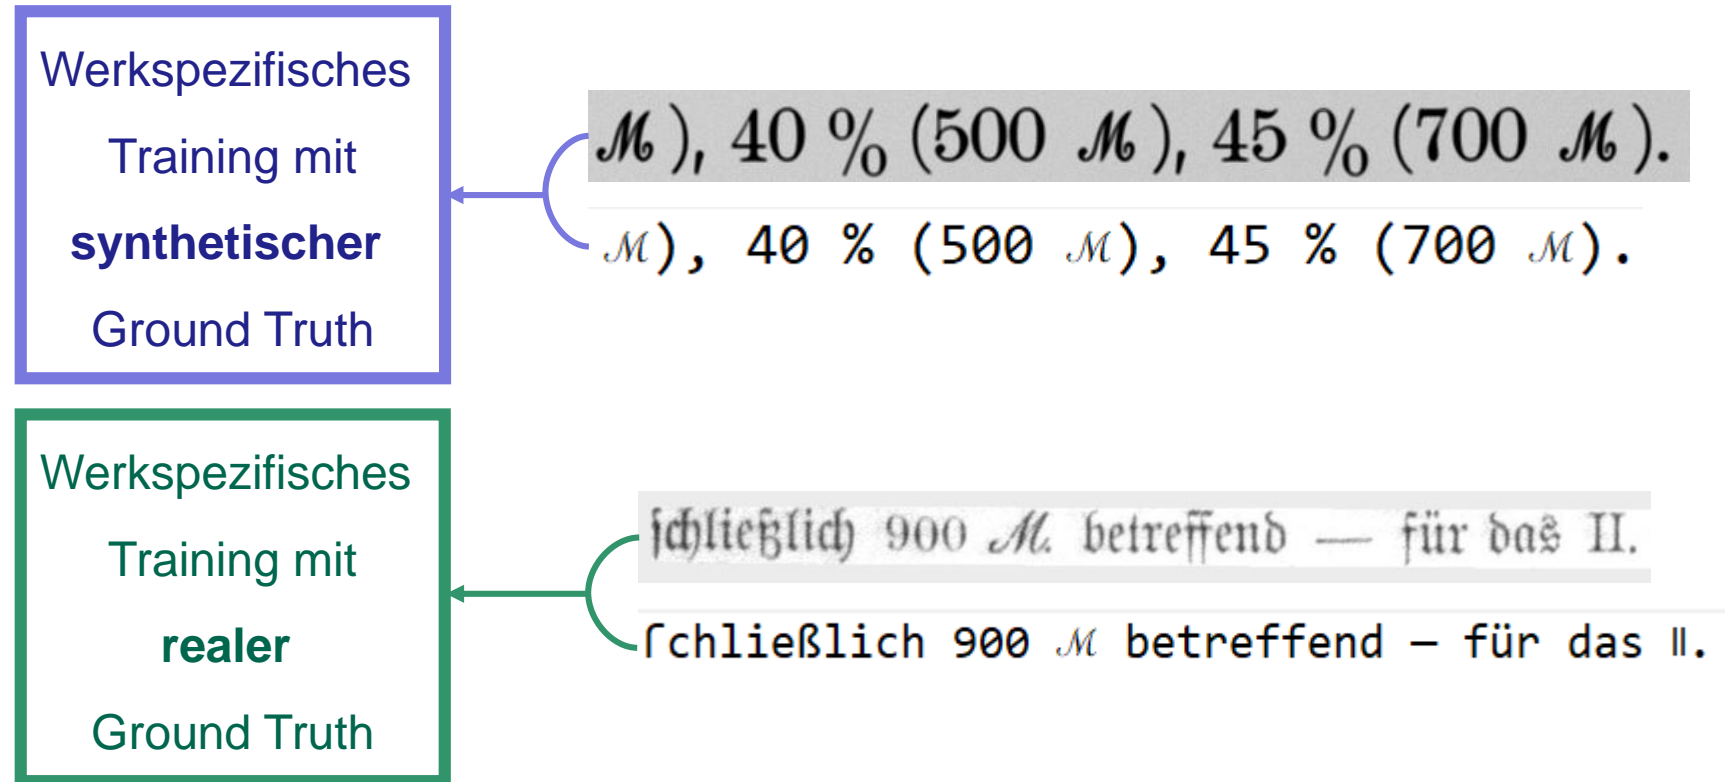 Werkspezifisches
Training mit
synthetischer
Ground Truth
ℳ), 40 % (500 ℳ), 45 % (700 ℳ).
ℳ), 40 % (500 ℳ), 45 % (700 ℳ).
Werkspezifisches
Training mit
realer
Ground Truth
ſchließlich 900 ℳ. betreffend — für das II.
ſchließlich 900 ℳ betreffend — für das Ⅱ.